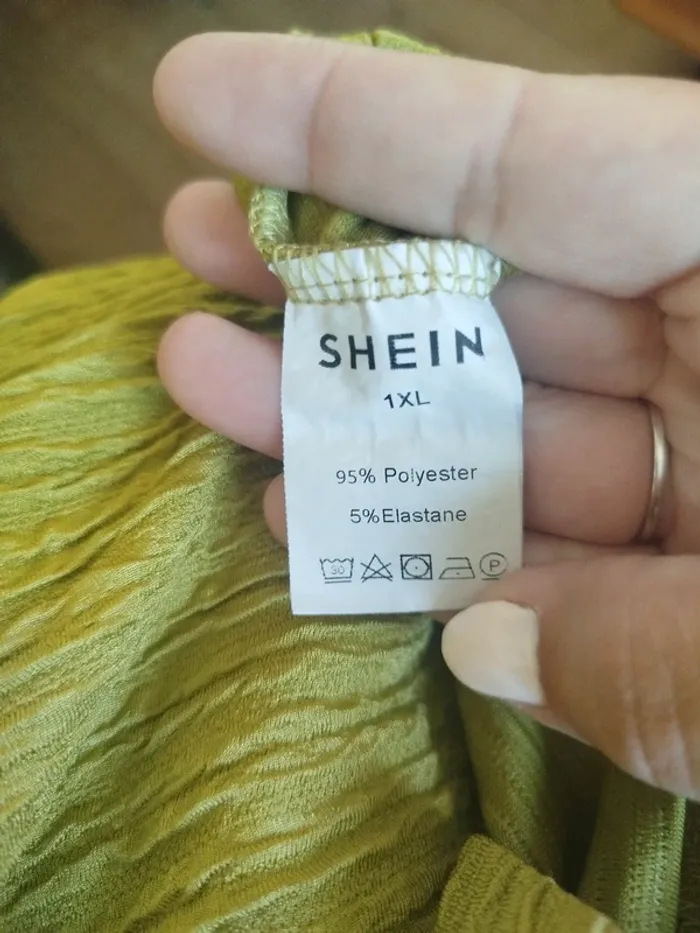 SHEIN
1XL
95% Polyester
5%Elastane
30 P